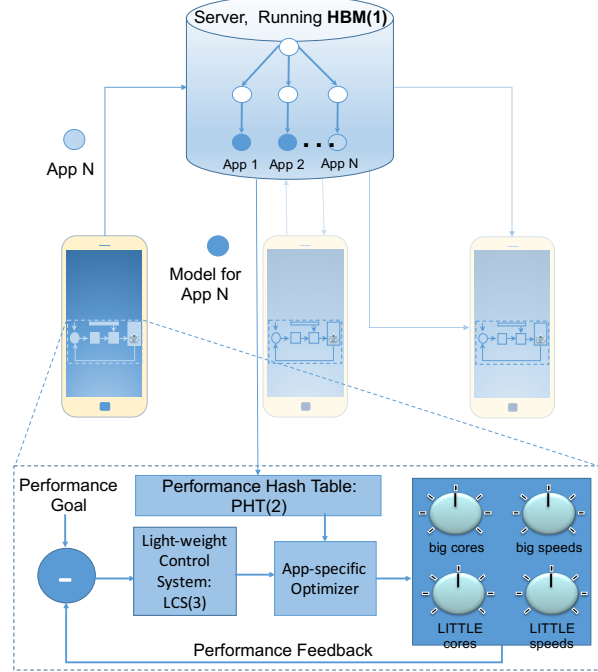 Server, Running HBM(1)
App 1 App 2 ... App N
App N
Model for
App N
Performance
Goal
Performance Hash Table:
PHT(2)
-
Light-weight
Control
System:
LCS(3)
App-specific
Optimizer
big cores
big speeds
LITTLE
cores
LITTLE
speeds
Performance Feedback